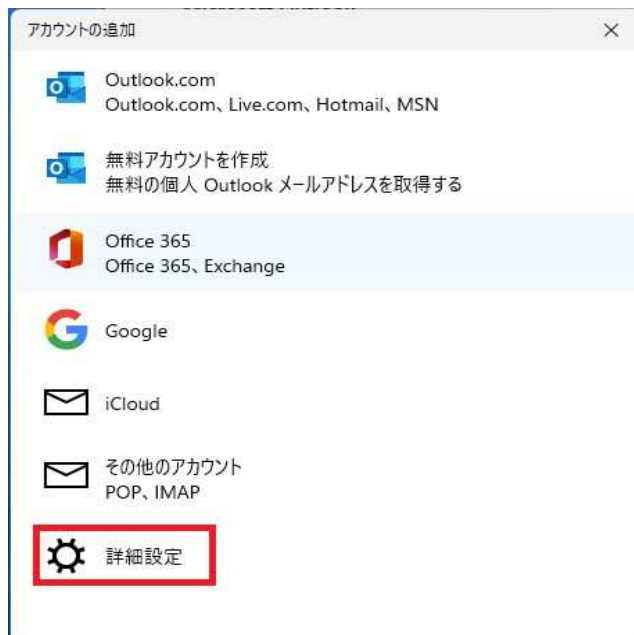 アカウントの追加
Outlook.com
Outlook.com、Live.com、Hotmail、MSN
無料アカウントを作成
無料の個人 Outlook メールアドレスを取得する
Office 365
Office 365、Exchange
Google
iCloud
その他のアカウント
POP、IMAP
詳細設定